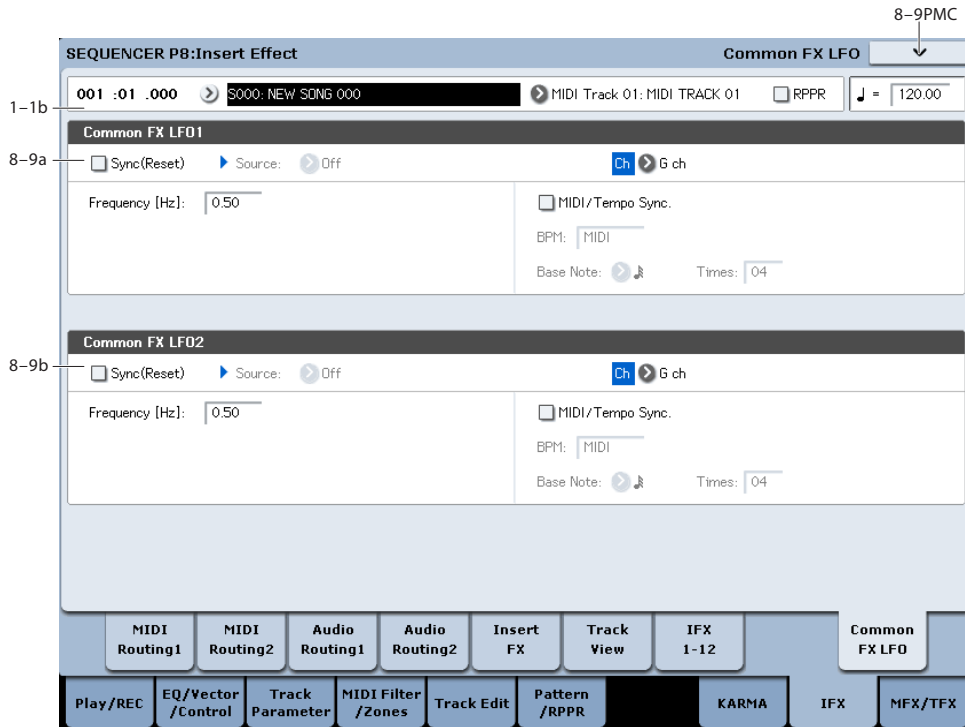 8–9PMC
SEQUENCER P8:Insert Effect Common FX LFO
1–1b
001 :01 .000 S000: NEW SONG 000 MIDI Track 01: MIDI TRACK 01 RPPR ♩ = 120.00
Common FX LFO1
8–9a
Sync(Reset) Source: Off Ch G ch
Frequency [Hz]: 0.50 MIDI/Tempo Sync.
BPM: MIDI
Base Note: Times: 04
Common FX LFO2
8–9b
Sync(Reset) Source: Off Ch G ch
Frequency [Hz]: 0.50 MIDI/Tempo Sync.
BPM: MIDI
Base Note: Times: 04
MIDI Routing1 MIDI Routing2 Audio Routing1 Audio Routing2 Insert FX Track View IFX 1-12 Common FX LFO
Play/REC EQ/Vector /Control Track Parameter MIDI Filter /Zones Track Edit Pattern /RPPR KARMA IFX MFX/TFX